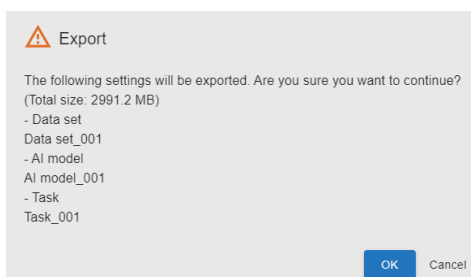 Export
The following settings will be exported. Are you sure you want to continue?
(Total size: 2991.2 MB)
- Data set
Data set_001
- AI model
AI model_001
- Task
Task_001
OK Cancel